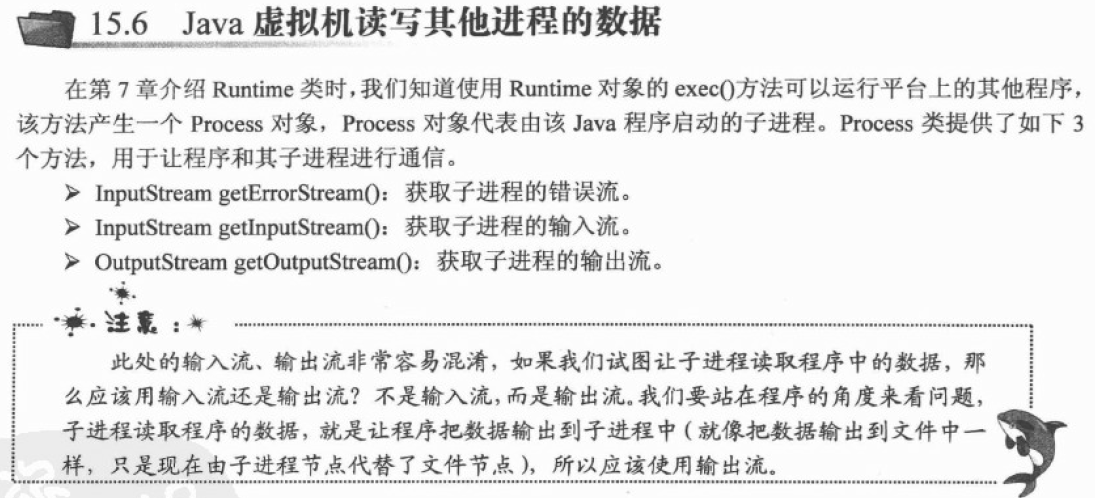 15.6 Java 虚拟机读写其他进程的数据
在第 7 章介绍 Runtime 类时，我们知道使用 Runtime 对象的 exec()方法可以运行平台上的其他程序，
该方法产生一个 Process 对象，Process 对象代表由该 Java 程序启动的子进程。Process 类提供了如下 3
个方法，用于让程序和其子进程进行通信。
➢ InputStream getErrorStream()：获取子进程的错误流。
➢ InputStream getInputStream()：获取子进程的输入流。
➢ OutputStream getOutputStream()：获取子进程的输出流。
注意：
此处的输入流、输出流非常容易混淆，如果我们试图让子进程读取程序中的数据，那
么应该用输入流还是输出流？不是输入流，而是输出流。我们要站在程序的角度来看问题，
子进程读取程序的数据，就是让程序把数据输出到子进程中（就像把数据输出到文件中一
样，只是现在由子进程节点代替了文件节点），所以应该使用输出流。